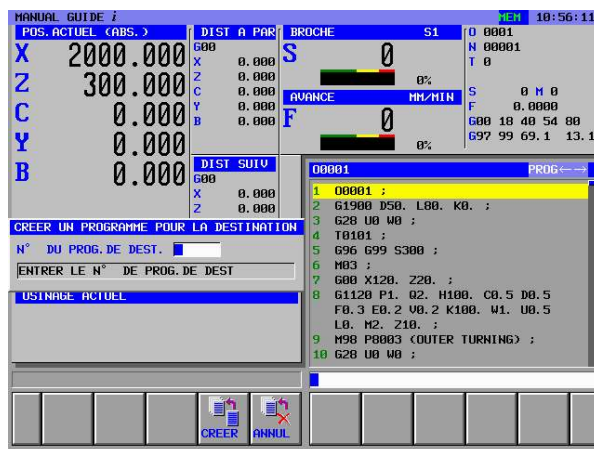 MANUAL GUIDE i MEM 10:56:11
POS.ACTUEL (ABS.)
X 2000.000
Z 300.000
C 0.000
Y 0.000
B 0.000
DIST A PAR
G00
X 0.000
Z 0.000
C 0.000
Y 0.000
B 0.000
DIST SUIV
G00
X 0.000
Z 0.000
BROCHE S1
S 0
0%
AVANCE MM/MIN
F 0
0%
O 0001
N 00001
T 0
S 0 M 0
F 0.0000
G00 18 40 54 80
G97 99 69.1 13.1
CREER UN PROGRAMME POUR LA DESTINATION
N° DU PROG.DE DEST.
ENTRER LE N° DE PROG.DE DEST
USINAGE ACTUEL
O0001 PROG←→
1 O0001 ;
2 G1900 D50. L80. K0. ;
3 G28 U0 W0 ;
4 T0101 ;
5 G96 G99 S300 ;
6 M03 ;
7 G00 X120. Z20. ;
8 G1120 P1. Q2. H100. C0.5 D0.5
F0.3 E0.2 V0.2 K100. W1. U0.5
L0. M2. Z10. ;
9 M98 P8003 (OUTER TURNING) ;
10 G28 U0 W0 ;
CREER ANNUL